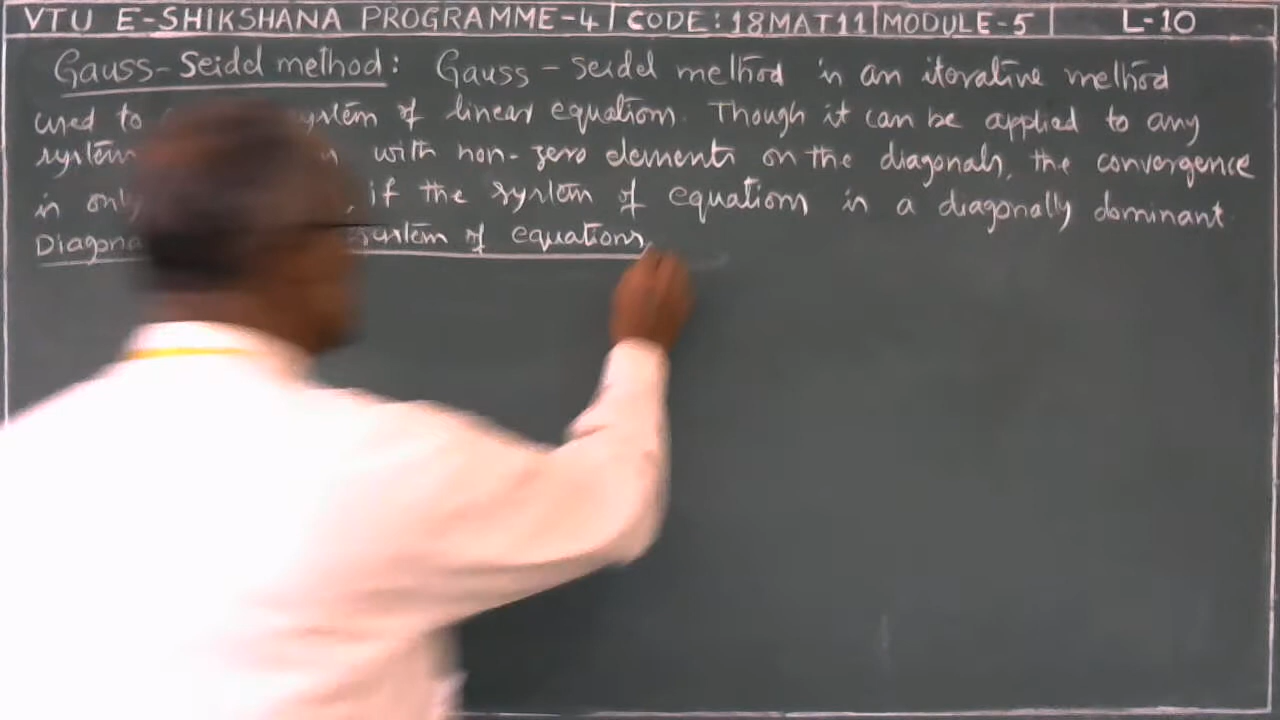 VTU E-SHIKSHANA PROGRAMME-4 CODE: 18MAT11 MODULE-5 L-10
Gauss-Seidel method: Gauss-seidel method is an iterative method
used to system of linear equations. Though it can be applied to any
system with non-zero elements on the diagonals, the convergence
is only , if the system of equations is a diagonally dominant.
system of equations